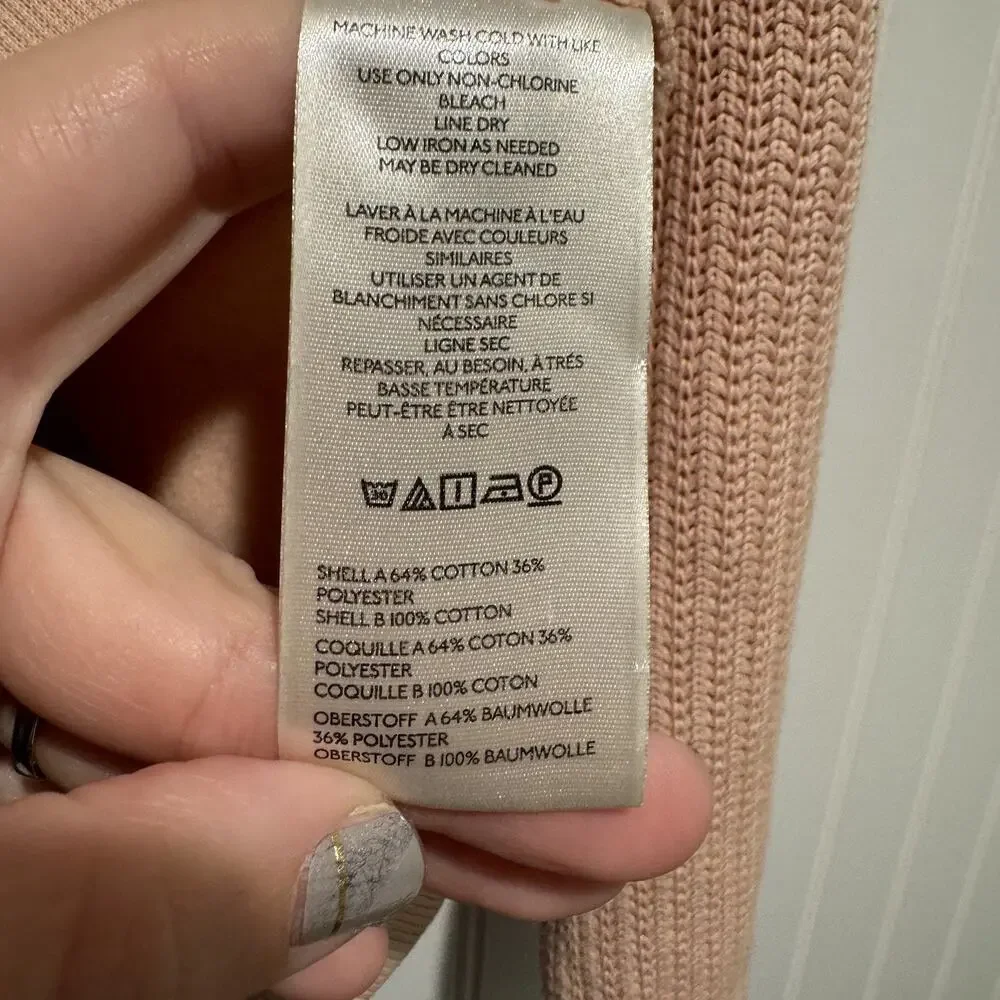 MACHINE WASH COLD WITH LIKE
COLORS
USE ONLY NON-CHLORINE
BLEACH
LINE DRY
LOW IRON AS NEEDED
MAY BE DRY CLEANED
LAVER À LA MACHINE À L'EAU
FROIDE AVEC COULEURS
SIMILAIRES
UTILISER UN AGENT DE
BLANCHIMENT SANS CHLORE SI
NÉCESSAIRE
LIGNE SEC
REPASSER, AU BESOIN, À TRÉS
BASSE TEMPÉRATURE
PEUT-ÊTRE ÊTRE NETTOYÉE
À SEC
30 P
SHELL A 64% COTTON 36%
POLYESTER
SHELL B 100% COTTON
COQUILLE A 64% COTON 36%
POLYESTER
COQUILLE B 100% COTON
OBERSTOFF A 64% BAUMWOLLE
36% POLYESTER
OBERSTOFF B 100% BAUMWOLLE